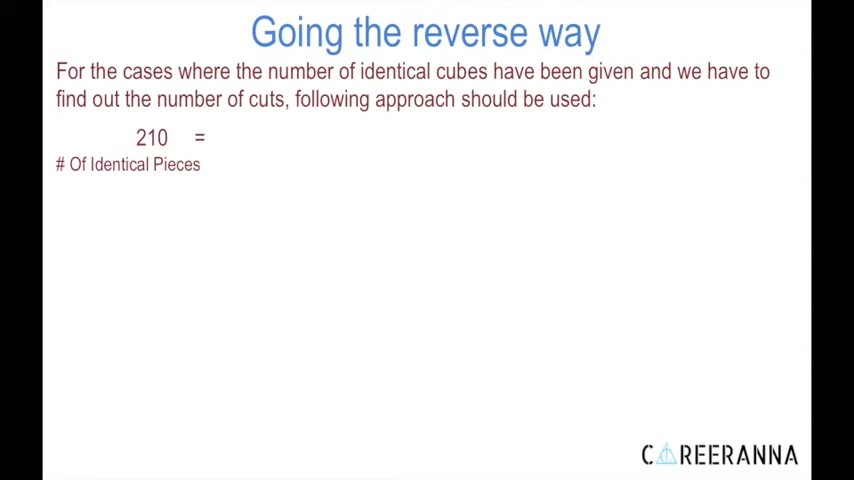 Going the reverse way
For the cases where the number of identical cubes have been given and we have to
find out the number of cuts, following approach should be used:
210 =
# Of Identical Pieces
CAREERANNA